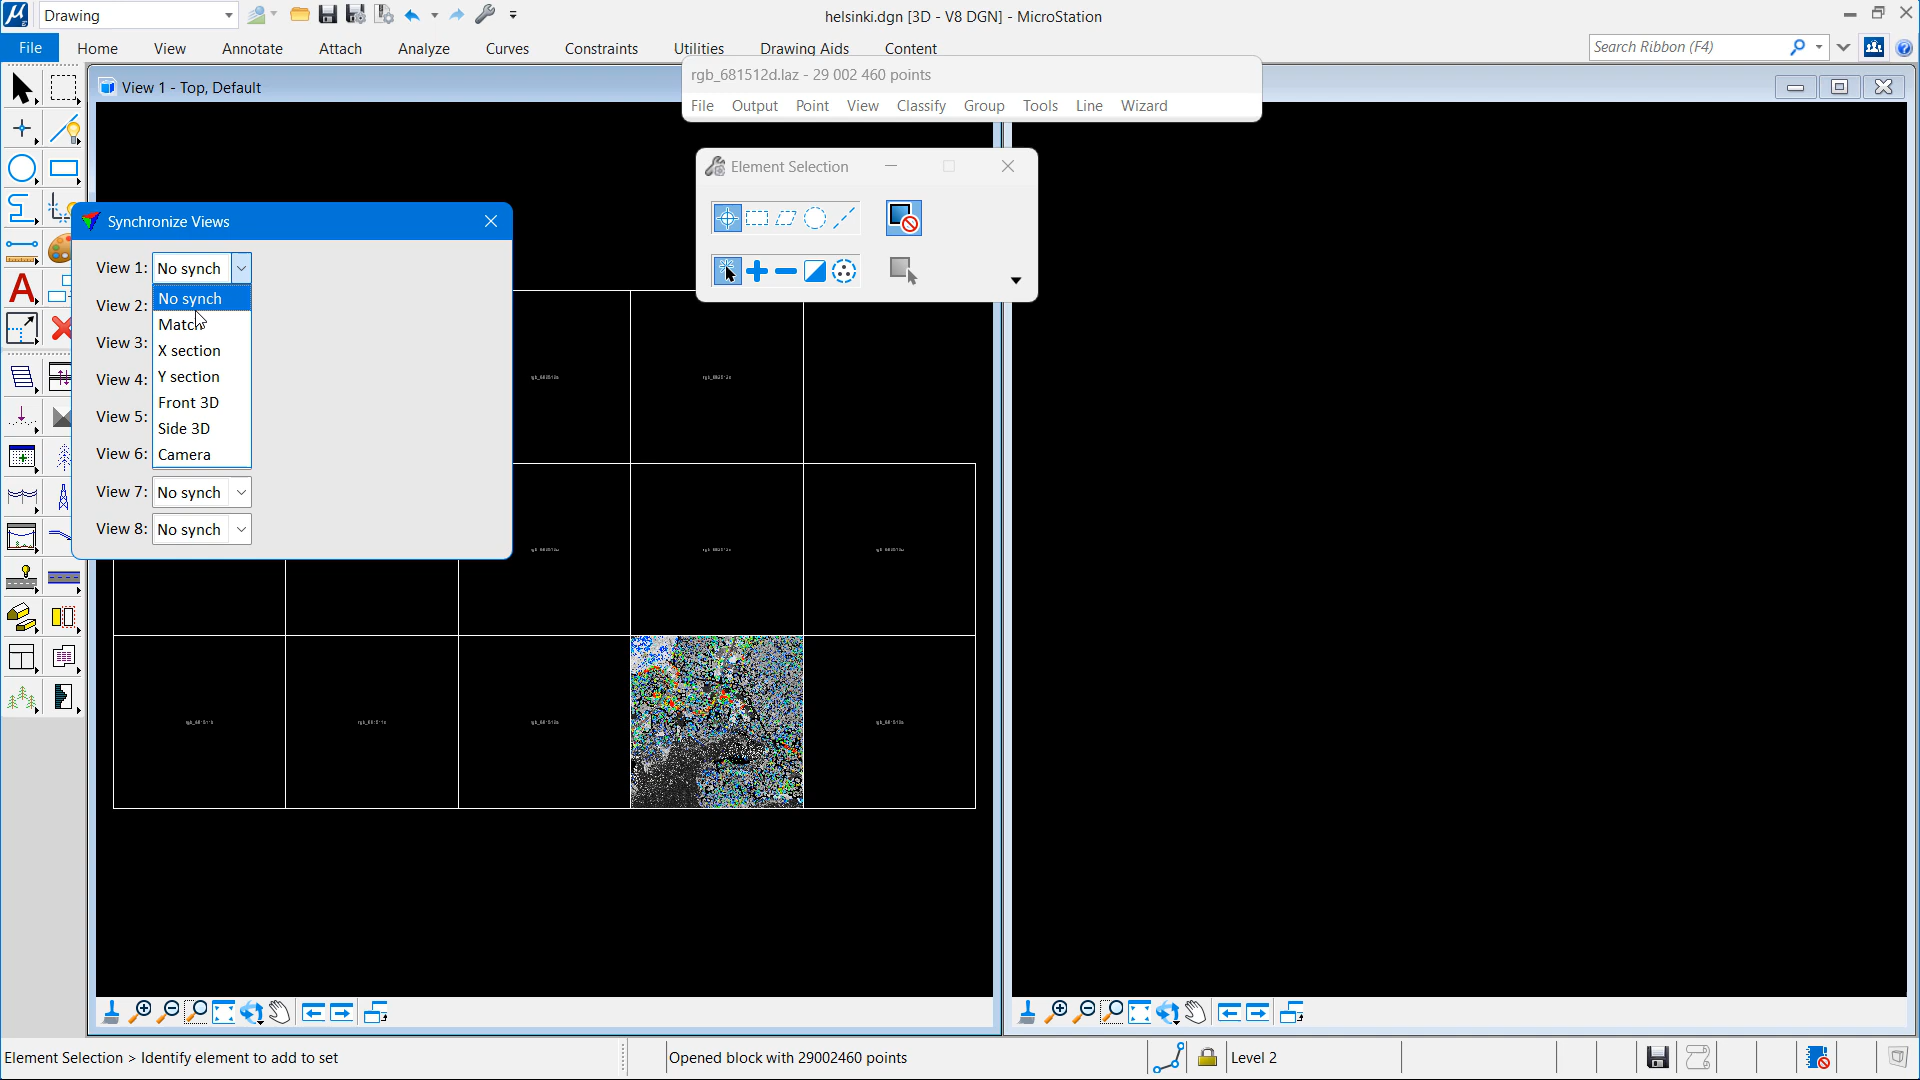 Drawing
helsinki.dgn [3D - V8 DGN] - MicroStation
File Home View Annotate Attach Analyze Curves Constraints Utilities Drawing Aids Content
Search Ribbon (F4)
View 1 - Top, Default
rgb_681512d.laz - 29 002 460 points
File Output Point View Classify Group Tools Line Wizard
Element Selection
Synchronize Views
View 1: No synch
No synch
View 2:
Match
View 3:
X section
View 4:
Y section
Front 3D
View 5:
Side 3D
View 6:
Camera
View 7: No synch
View 8: No synch
Element Selection > Identify element to add to set
Opened block with 29002460 points
Level 2